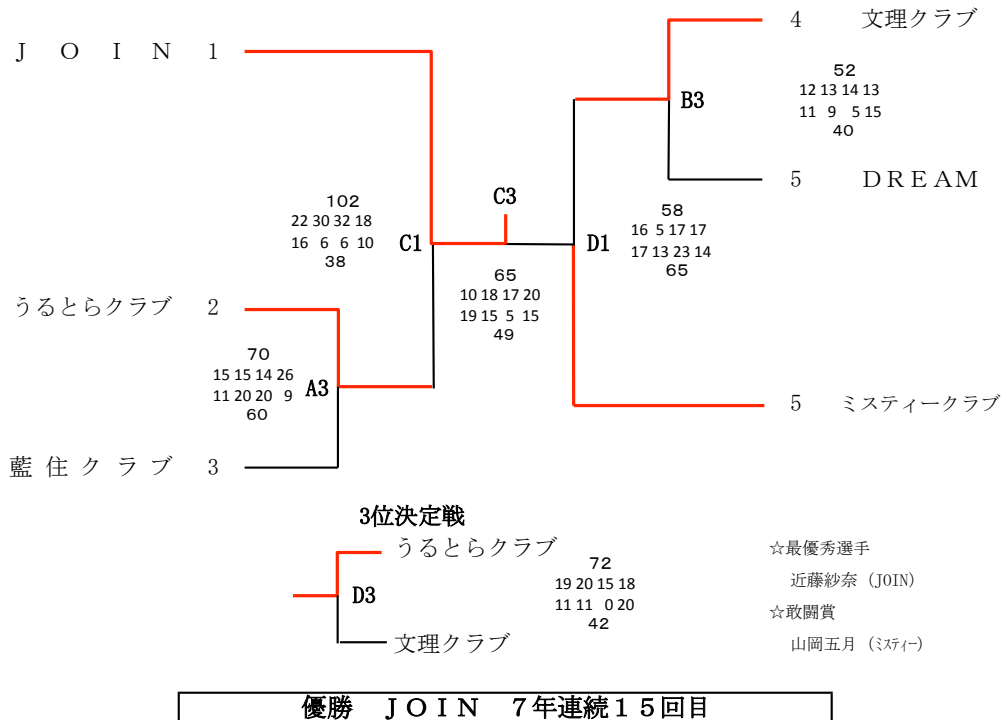 ＪＯＩＮ 1
4 文理クラブ
52
12 13 14 13
11 9 5 15
40
B3
5 ＤＲＥＡＭ
102
22 30 32 18
16 6 6 10
38
C1
C3
D1
58
16 5 17 17
17 13 23 14
65
65
10 18 17 20
19 15 5 15
49
うるとらクラブ 2
70
15 15 14 26
11 20 20 9
60
A3
藍住クラブ 3
5 ミスティークラブ
3位決定戦
うるとらクラブ
D3
文理クラブ
72
19 20 15 18
11 11 0 20
42
☆最優秀選手
近藤紗奈（JOIN）
☆敢闘賞
山岡五月（ﾐｽﾃｨｰ）
優勝　ＪＯＩＮ　７年連続１５回目